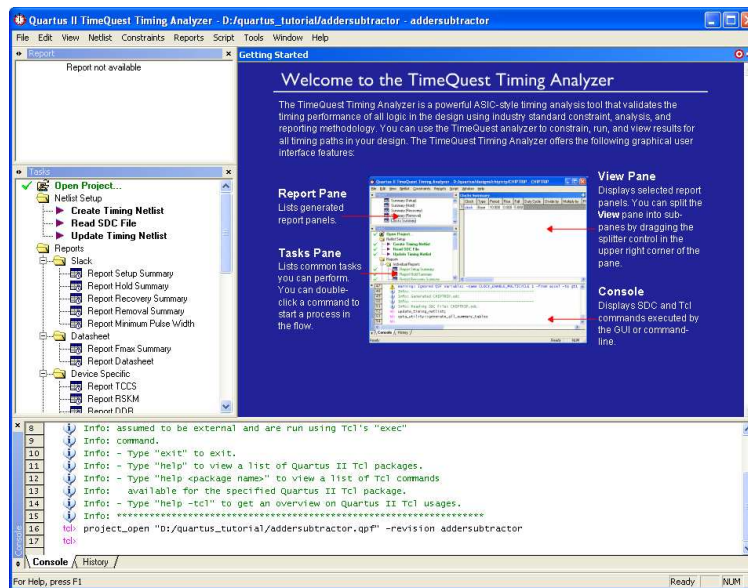 Quartus II TimeQuest Timing Analyzer - D:/quartus_tutorial/addersubtractor - addersubtractor
File Edit View Netlist Constraints Reports Script Tools Window Help
Report
Report not available
Tasks
Open Project...
Netlist Setup
Create Timing Netlist
Read SDC File
Update Timing Netlist
Reports
Slack
Report Setup Summary
Report Hold Summary
Report Recovery Summary
Report Removal Summary
Report Minimum Pulse Width
Datasheet
Report Fmax Summary
Report Datasheet
Device Specific
Report TCCS
Report RSKM
Report DDR
Getting Started
Welcome to the TimeQuest Timing Analyzer
The TimeQuest Timing Analyzer is a powerful ASIC-style timing analysis tool that validates the
timing performance of all logic in the design using industry standard constraint, analysis, and
reporting methodology. You can use the TimeQuest analyzer to constrain, run, and view results for
all timing paths in your design. The TimeQuest Timing Analyzer offers the following graphical user
interface features:
Report Pane
Lists generated
report panels.
Tasks Pane
Lists common tasks
you can perform.
You can double-
click a command to
start a process in
the flow.
View Pane
Displays selected report
panels. You can split the
View pane into sub-
panes by dragging the
splitter control in the
upper right corner of the
pane.
Console
Displays SDC and Tcl
commands executed by
the GUI or command-
line.
8 Info: assumed to be external and are run using Tcl's "exec"
9 Info: command.
10 Info: - Type "exit" to exit.
11 Info: - Type "help" to view a list of Quartus II Tcl packages.
12 Info: - Type "help <package name>" to view a list of Tcl commands
13 Info: available for the specified Quartus II Tcl package.
14 Info: - Type "help -tcl" to get an overview on Quartus II Tcl usages.
15 Info: ****************************************************************
16 tcl> project_open "D:/quartus_tutorial/addersubtractor.qpf" -revision addersubtractor
17 tcl>
Console
Console History
For Help, press F1
Ready NUM